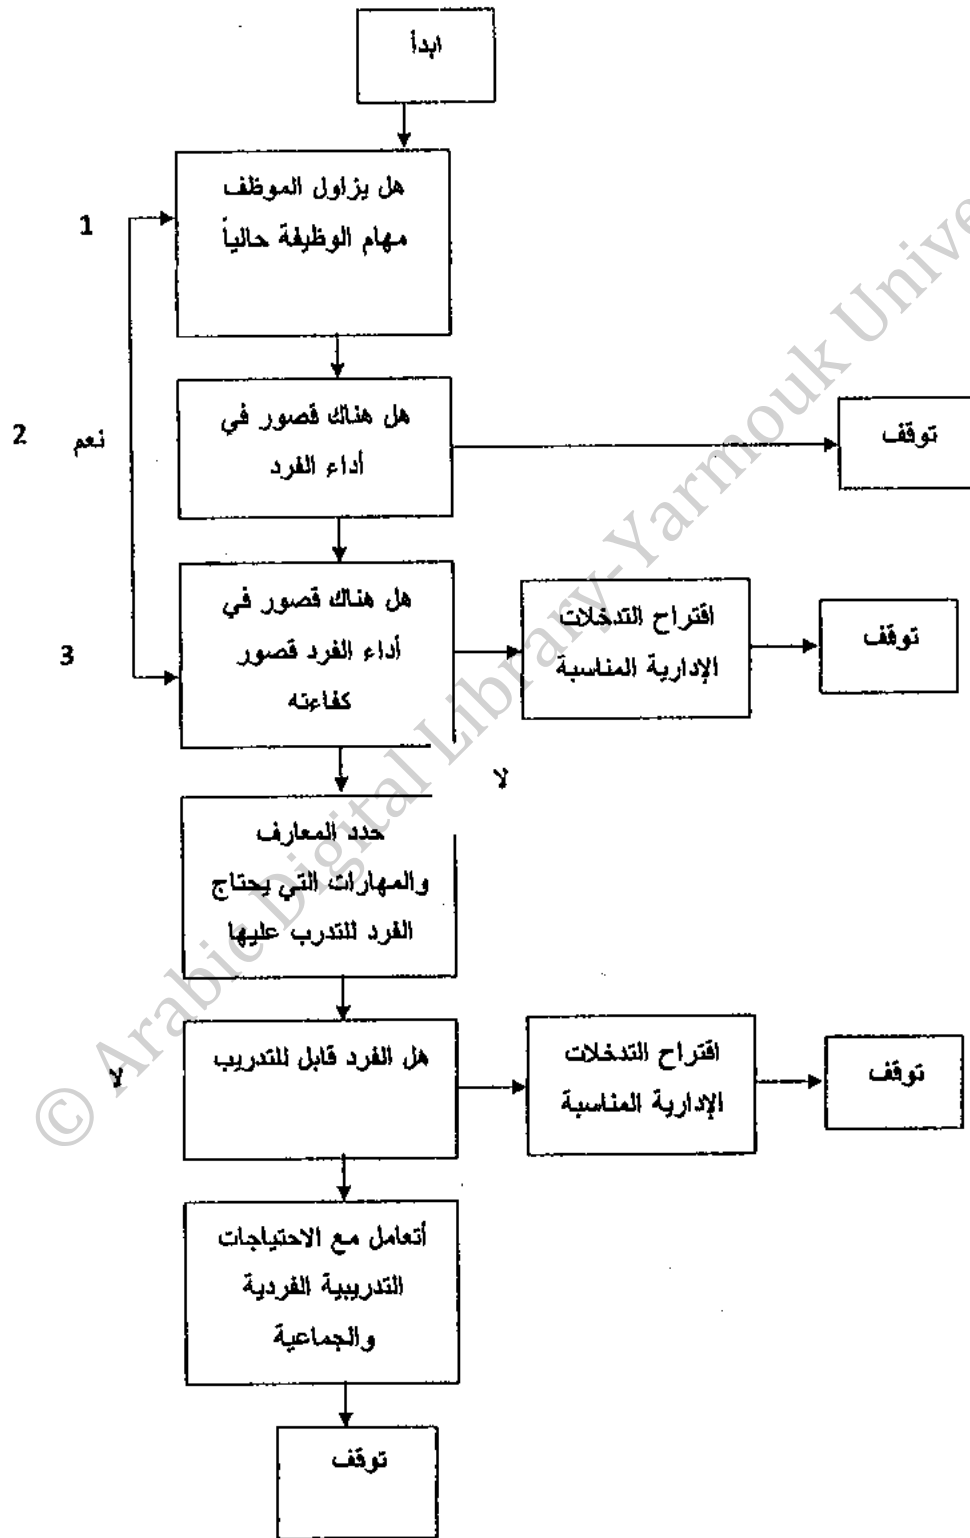 ابدأ
هل يزاول الموظف
مهام الوظيفة حالياً
1
هل هناك قصور في
أداء الفرد
توقف
نعم
2
هل هناك قصور في
أداء الفرد قصور
كفاءته
اقتراح التدخلات
الإدارية المناسبة
توقف
3
لا
حدد المعارف
والمهارات التي يحتاج
الفرد للتدرب عليها
هل الفرد قابل للتدريب
لا
اقتراح التدخلات
الإدارية المناسبة
توقف
أتعامل مع الاحتياجات
التدريبية الفردية
والجماعية
توقف
© Arabic Digital Library-Yarmouk Unive